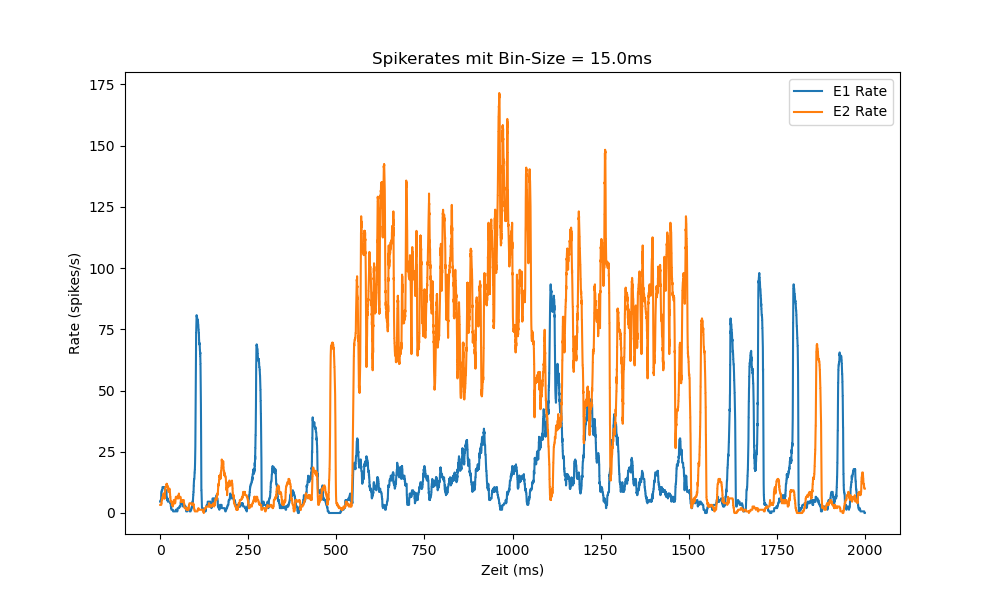 Spikerates mit Bin-Size = 15.0ms
E1 Rate
E2 Rate
Rate (spikes/s)
175
150
125
100
75
50
25
0
0 250 500 750 1000 1250 1500 1750 2000
Zeit (ms)